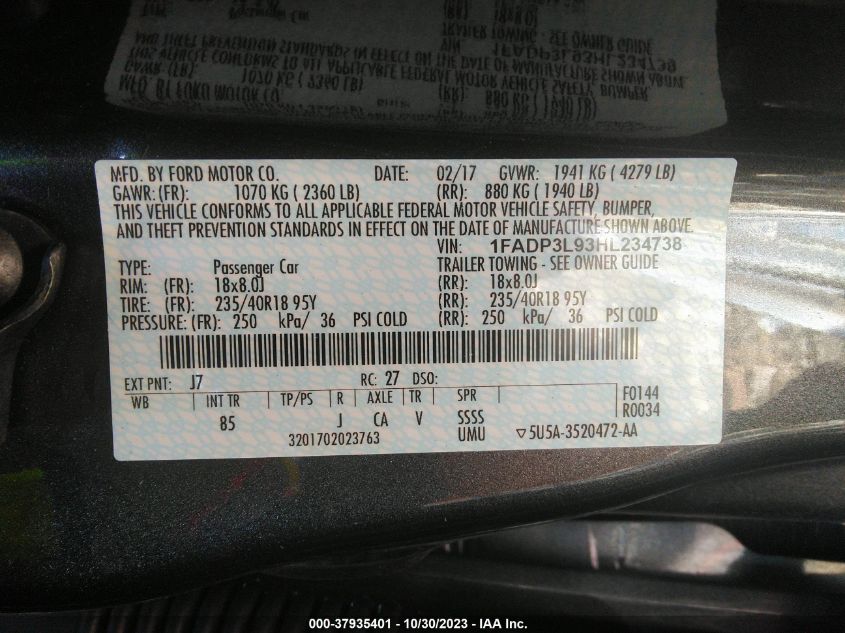 MFD. BY FORD MOTOR CO. DATE: 02/17 GVWR: 1941 KG ( 4279 LB)
GAWR: (FR): 1070 KG ( 2360 LB) (RR): 880 KG ( 1940 LB)
THIS VEHICLE CONFORMS TO ALL APPLICABLE FEDERAL MOTOR VEHICLE SAFETY, BUMPER,
AND THEFT PREVENTION STANDARDS IN EFFECT ON THE DATE OF MANUFACTURE SHOWN ABOVE.
VIN: 1FADP3L93HL234738
TYPE: Passenger Car TRAILER TOWING - SEE OWNER GUIDE
RIM: (FR): 18x8.0J (RR): 18x8.0J
TIRE: (FR): 235/40R18 95Y (RR): 235/40R18 95Y
PRESSURE: (FR): 250 kPa/ 36 PSI COLD (RR): 250 kPa/ 36 PSI COLD
EXT PNT: J7 RC: 27 DSO:
WB INT TR TP/PS R AXLE TR SPR F0144
85 J CA V SSSS R0034
3201702023763 UMU ▽5U5A-3520472-AA
000-37935401 - 10/30/2023 - IAA Inc.